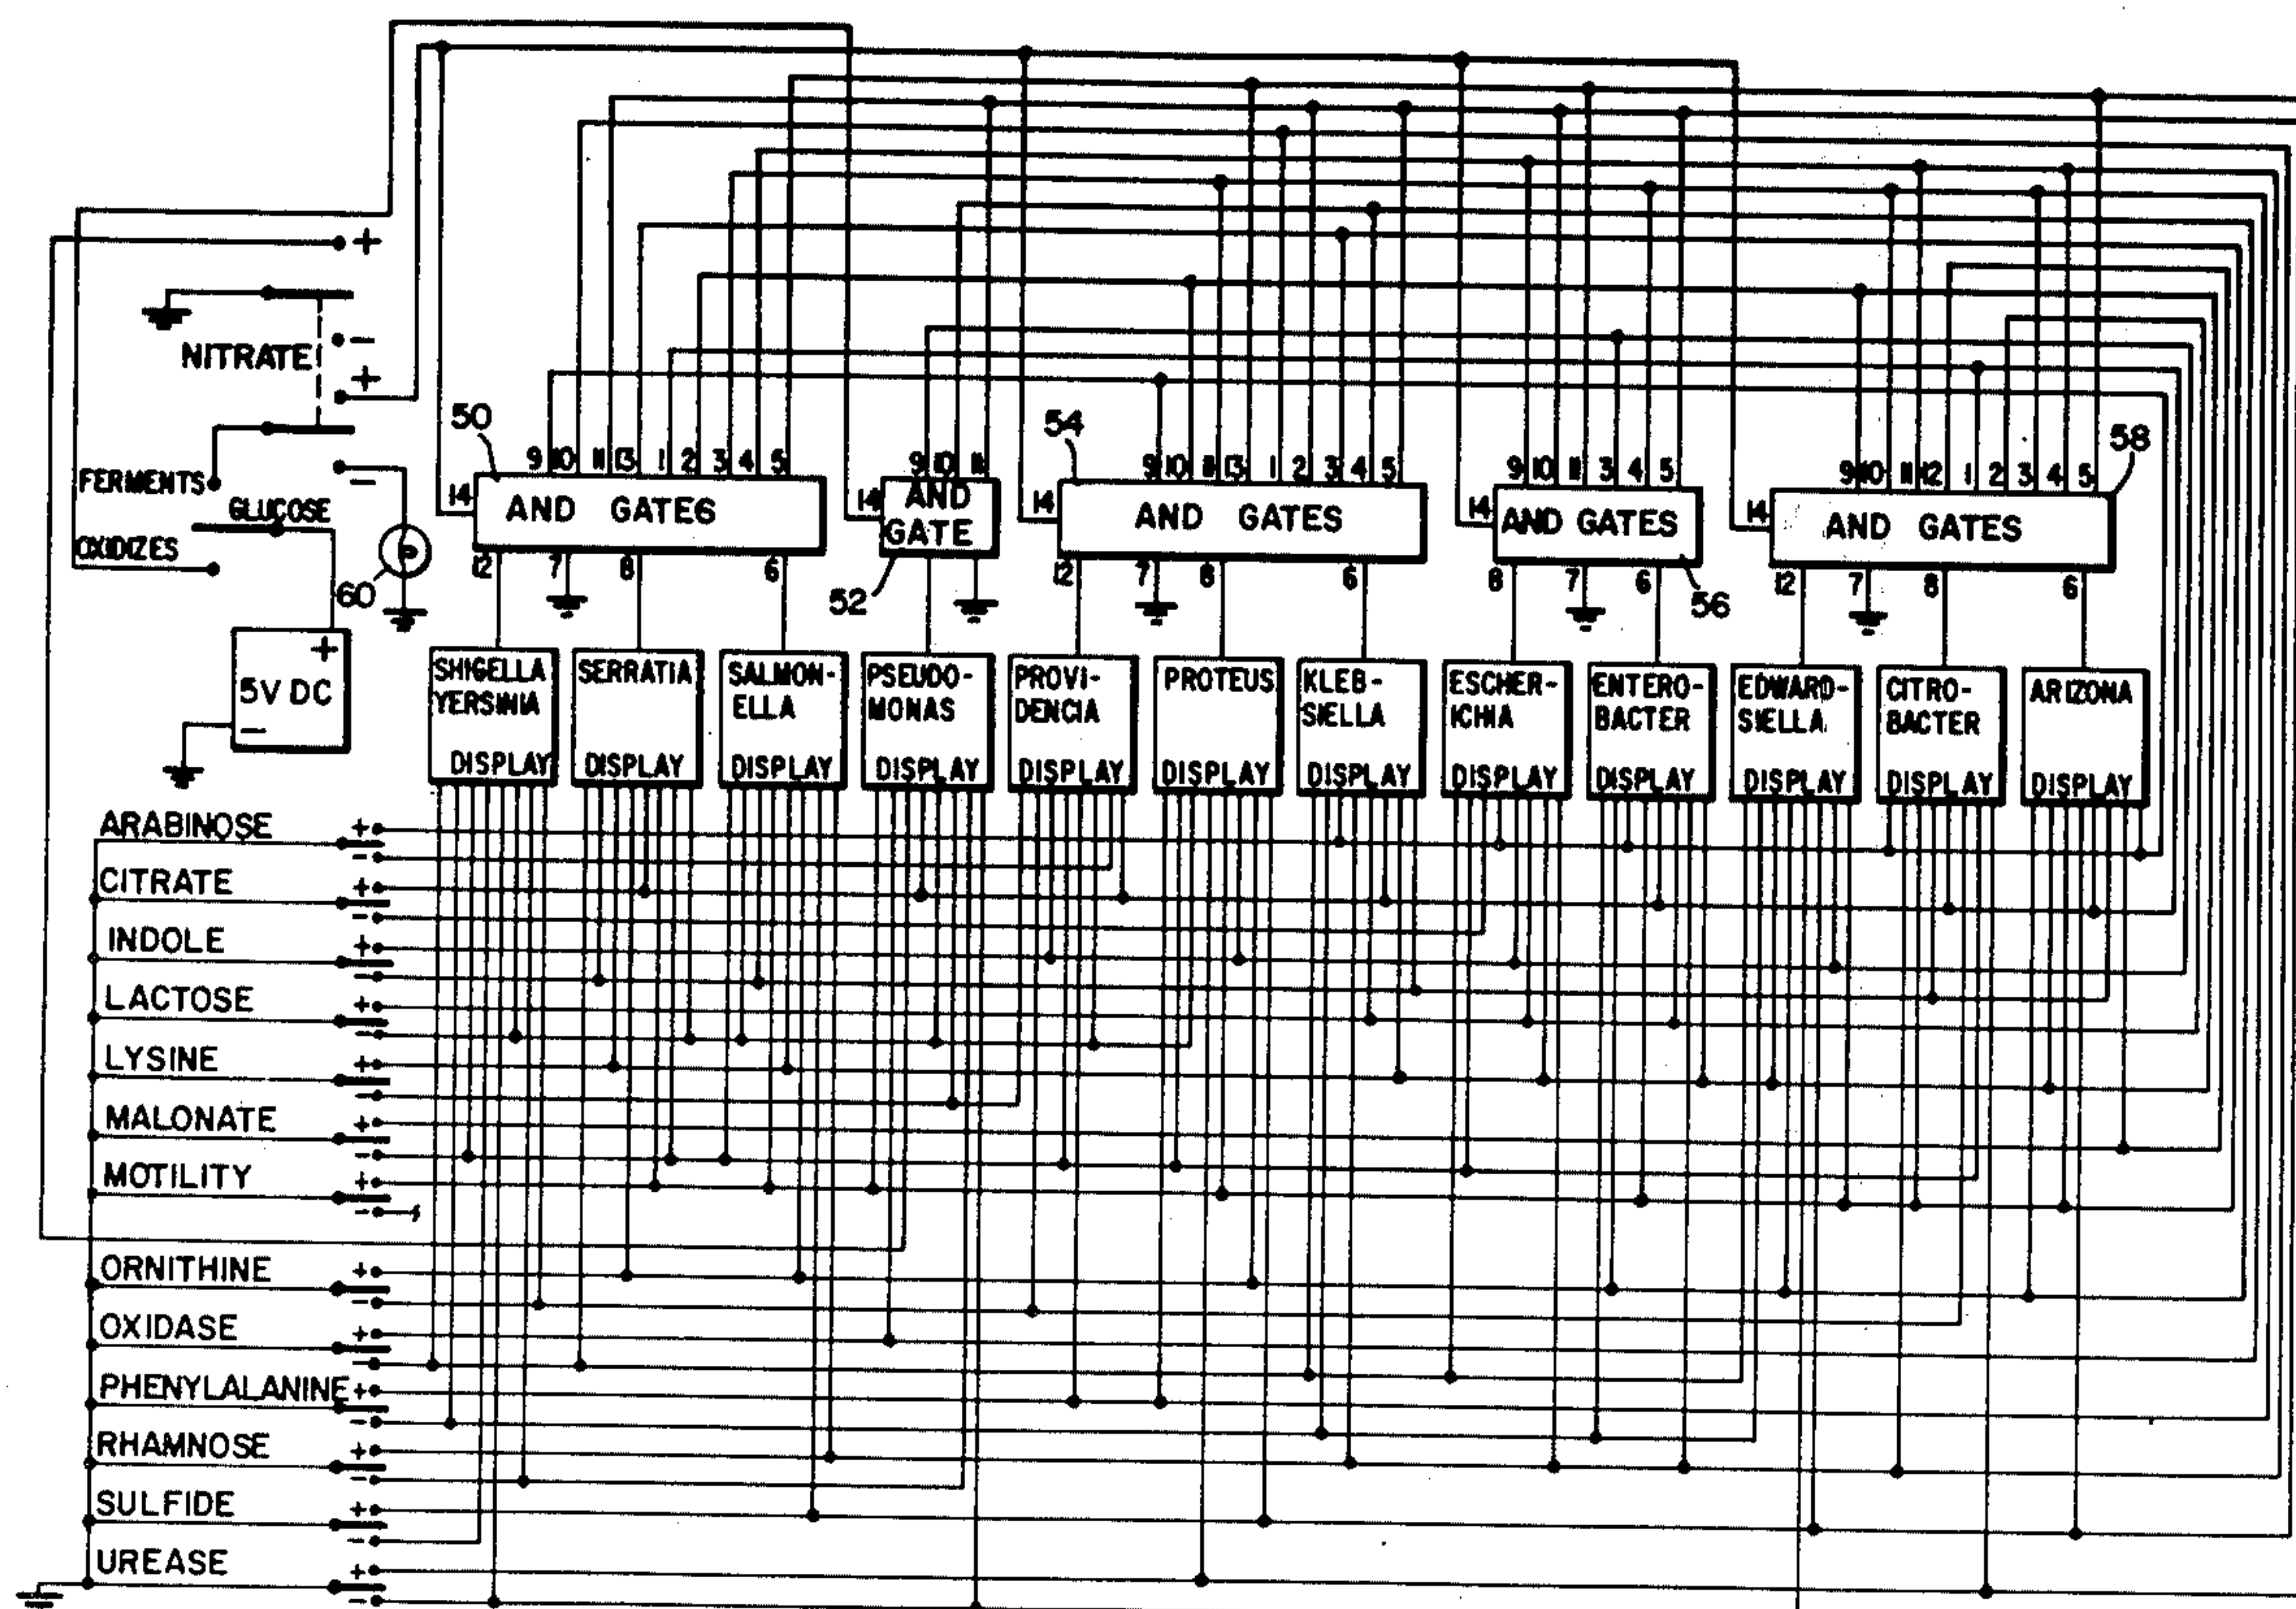 +
NITRATE
-
+
-
FERMENTS
GLUCOSE
OXIDIZES
60
+
5V DC
-
50
9 10 11 13 1 2 3 4 5
14 AND GATES
12 7 8 6
9 10 11
14 AND GATE
52
54
9 10 11 13 1 2 3 4 5
14 AND GATES
12 7 8 6
9 10 11 3 4 5
14 AND GATES
8 7 6
56
58
9 10 11 12 1 2 3 4 5
14 AND GATES
12 7 8 6
SHIGELLA
YERSINIA
DISPLAY
SERRATIA
DISPLAY
SALMON-
ELLA
DISPLAY
PSEUDO-
MONAS
DISPLAY
PROVI-
DENCIA
DISPLAY
PROTEUS
DISPLAY
KLEB-
SIELLA
DISPLAY
ESCHER-
ICHIA
DISPLAY
ENTERO-
BACTER
DISPLAY
EDWARD-
SIELLA
DISPLAY
CITRO-
BACTER
DISPLAY
ARIZONA
DISPLAY
ARABINOSE +
-
CITRATE +
-
INDOLE +
-
LACTOSE +
-
LYSINE +
-
MALONATE +
-
MOTILITY +
-
ORNITHINE +
-
OXIDASE +
-
PHENYLALANINE +
-
RHAMNOSE +
-
SULFIDE +
-
UREASE +
-